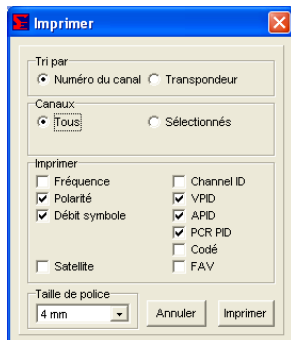 Imprimer
Tri par
Numéro du canal Transpondeur
Canaux
Tous Sélectionnés
Imprimer
Fréquence Channel ID
Polarité VPID
Débit symbole APID
PCR PID
Codé
Satellite FAV
Taille de police
4 mm Annuler Imprimer